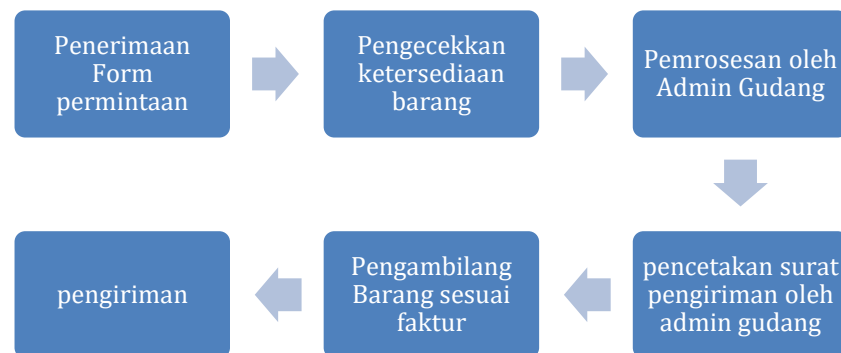 Penerimaan
Form
permintaan
Pengecekkan
ketersediaan
barang
Pemrosesan oleh
Admin Gudang
pencetakan surat
pengiriman oleh
admin gudang
Pengambilang
Barang sesuai
faktur
pengiriman